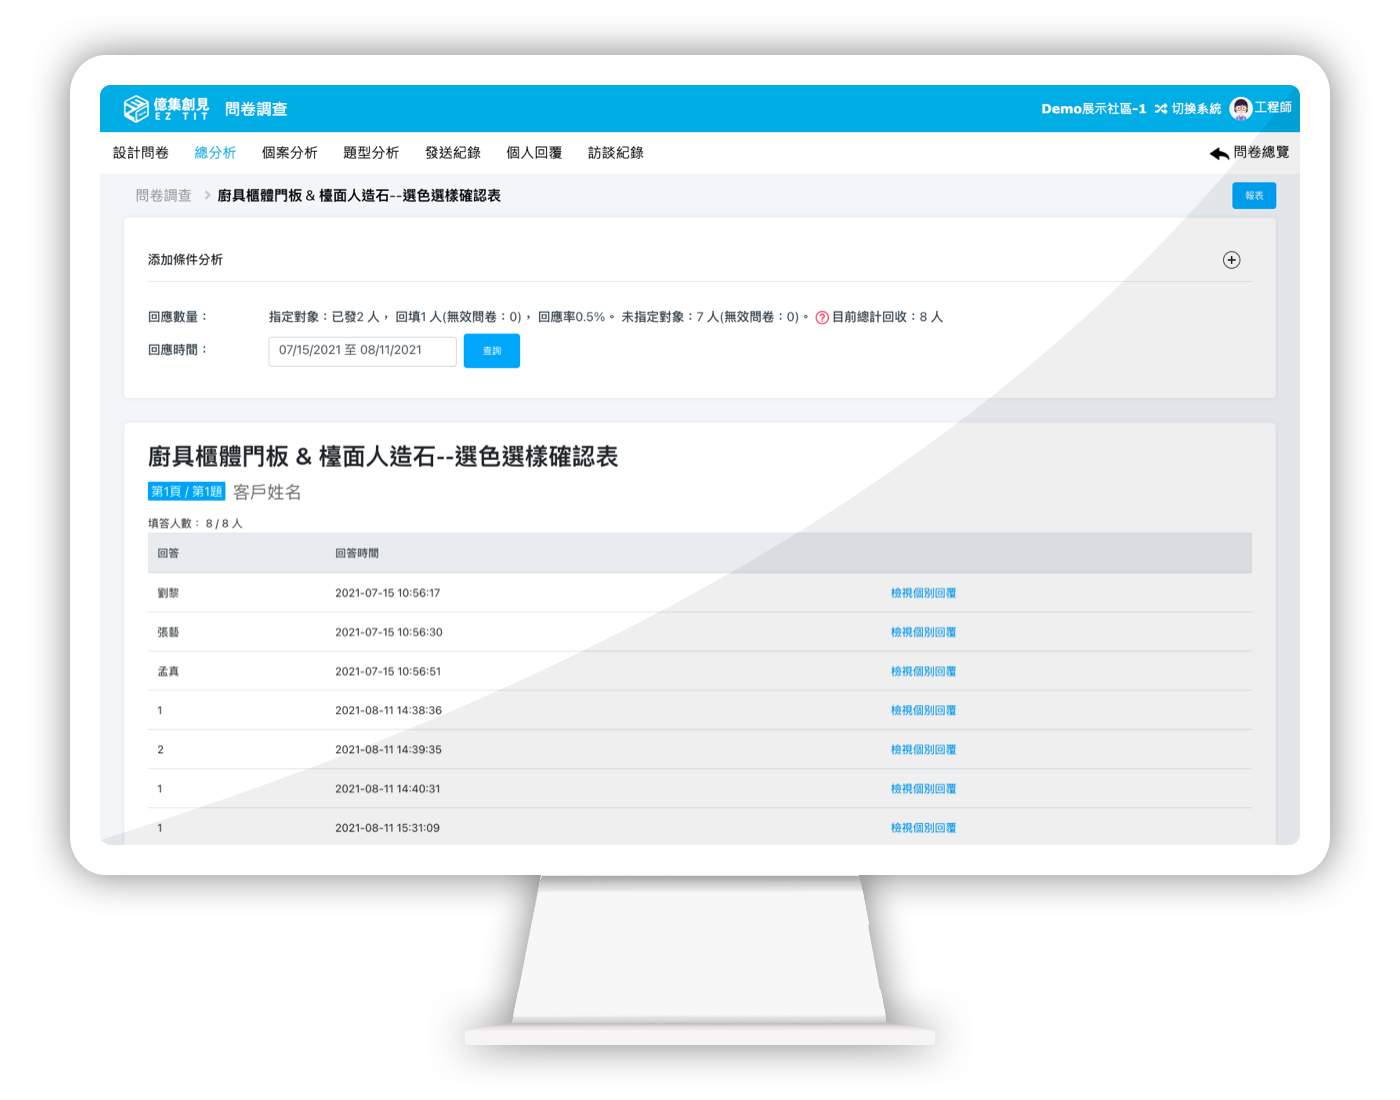 億集創見
EZ TIT
問卷調查
Demo展示社區-1 切換系統 工程師
設計問卷 總分析 個案分析 題型分析 發送紀錄 個人回覆 訪談紀錄 問卷總覽
問卷調查 > 廚具櫃體門板 & 檯面人造石--選色選樣確認表 報表
添加條件分析
回應數量： 指定對象：已發2 人， 回填1 人(無效問卷：0)， 回應率0.5%。 未指定對象：7 人(無效問卷：0)。 ? 目前總計回收：8 人
回應時間： 07/15/2021 至 08/11/2021 查詢
廚具櫃體門板 & 檯面人造石--選色選樣確認表
第1頁 / 第1題 客戶姓名
填答人數： 8 / 8 人
回答 回答時間
劉黎 2021-07-15 10:56:17 檢視個別回覆
張藝 2021-07-15 10:56:30 檢視個別回覆
孟真 2021-07-15 10:56:51 檢視個別回覆
1 2021-08-11 14:38:36 檢視個別回覆
2 2021-08-11 14:39:35 檢視個別回覆
1 2021-08-11 14:40:31 檢視個別回覆
1 2021-08-11 15:31:09 檢視個別回覆